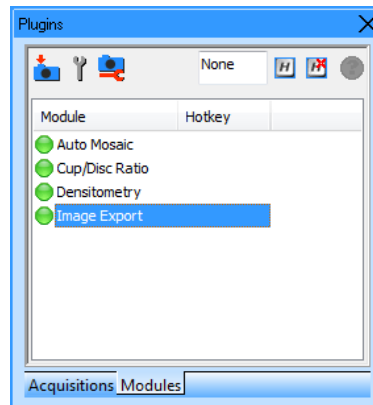 Plugins
None
H
H
Module Hotkey
Auto Mosaic
Cup/Disc Ratio
Densitometry
Image Export
Acquisitions Modules